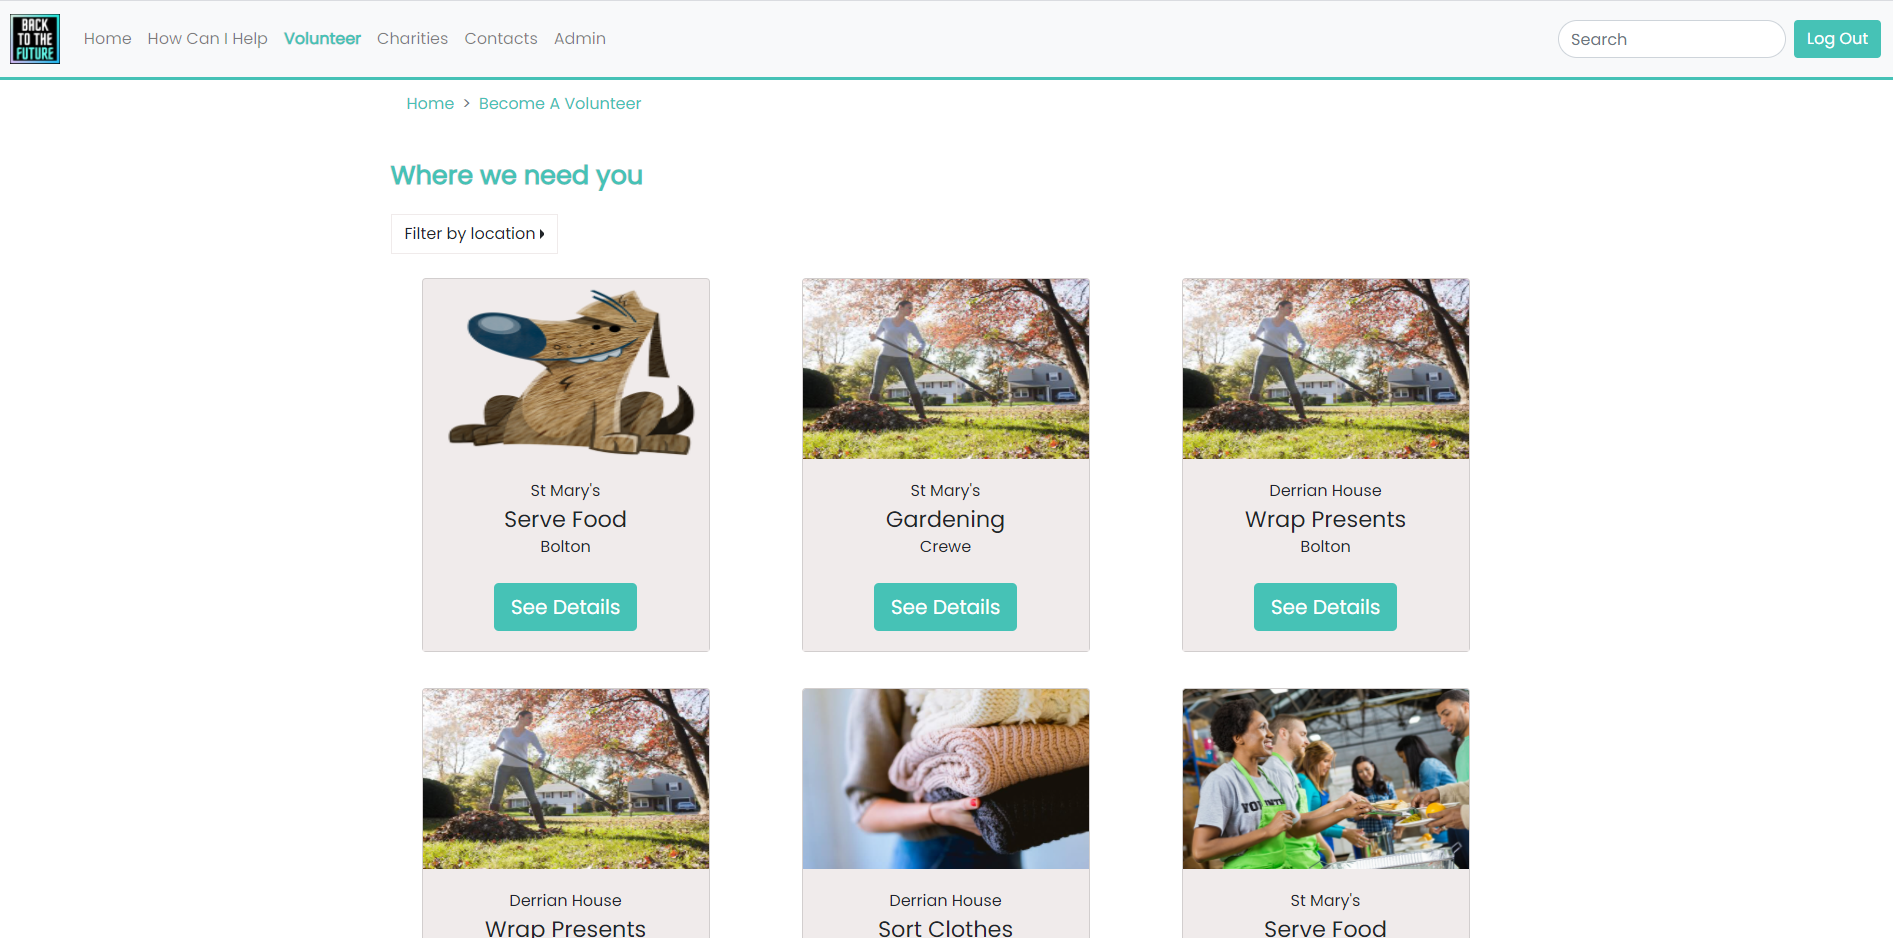 BACK
TO THE
FUTURE
Home How Can I Help Volunteer Charities Contacts Admin Search Log Out
Home > Become A Volunteer
Where we need you
Filter by location
St Mary's
Serve Food
Bolton
See Details
St Mary's
Gardening
Crewe
See Details
Derrian House
Wrap Presents
Bolton
See Details
Derrian House
Wrap Presents
Derrian House
Sort Clothes
St Mary's
Serve Food